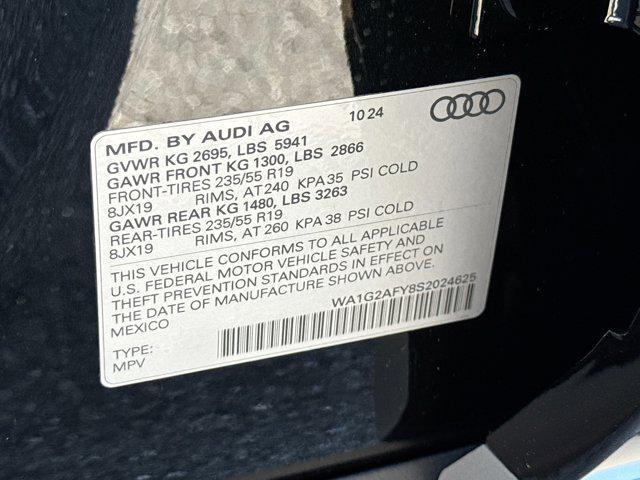 MFD. BY AUDI AG 10 24
GVWR KG 2695, LBS 5941
GAWR FRONT KG 1300, LBS 2866
FRONT-TIRES 235/55 R19
8JX19 RIMS, AT 240 KPA 35 PSI COLD
GAWR REAR KG 1480, LBS 3263
REAR-TIRES 235/55 R19
8JX19 RIMS, AT 260 KPA 38 PSI COLD
THIS VEHICLE CONFORMS TO ALL APPLICABLE
U.S. FEDERAL MOTOR VEHICLE SAFETY AND
THEFT PREVENTION STANDARDS IN EFFECT ON
THE DATE OF MANUFACTURE SHOWN ABOVE.
MEXICO
WA1G2AFY8S2024625
TYPE:
MPV